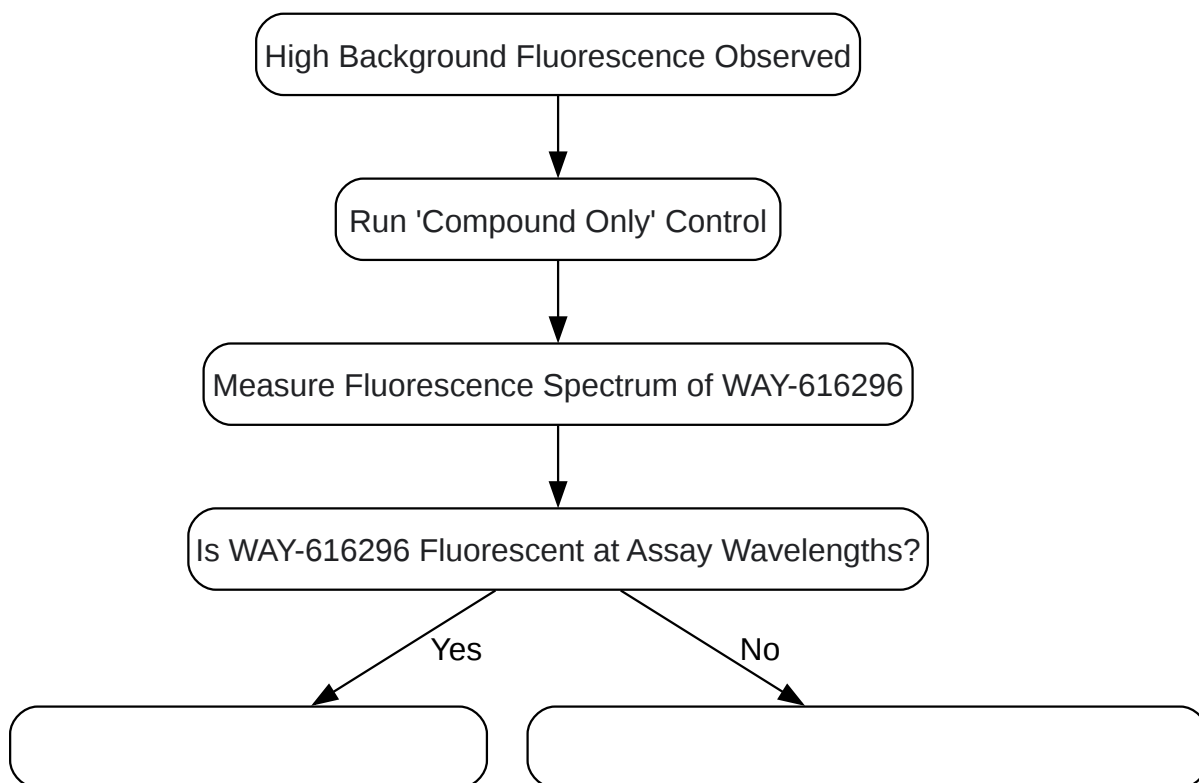 High Background Fluorescence Observed
Run 'Compound Only' Control
Measure Fluorescence Spectrum of WAY-616296
Is WAY-616296 Fluorescent at Assay Wavelengths?
Yes
No